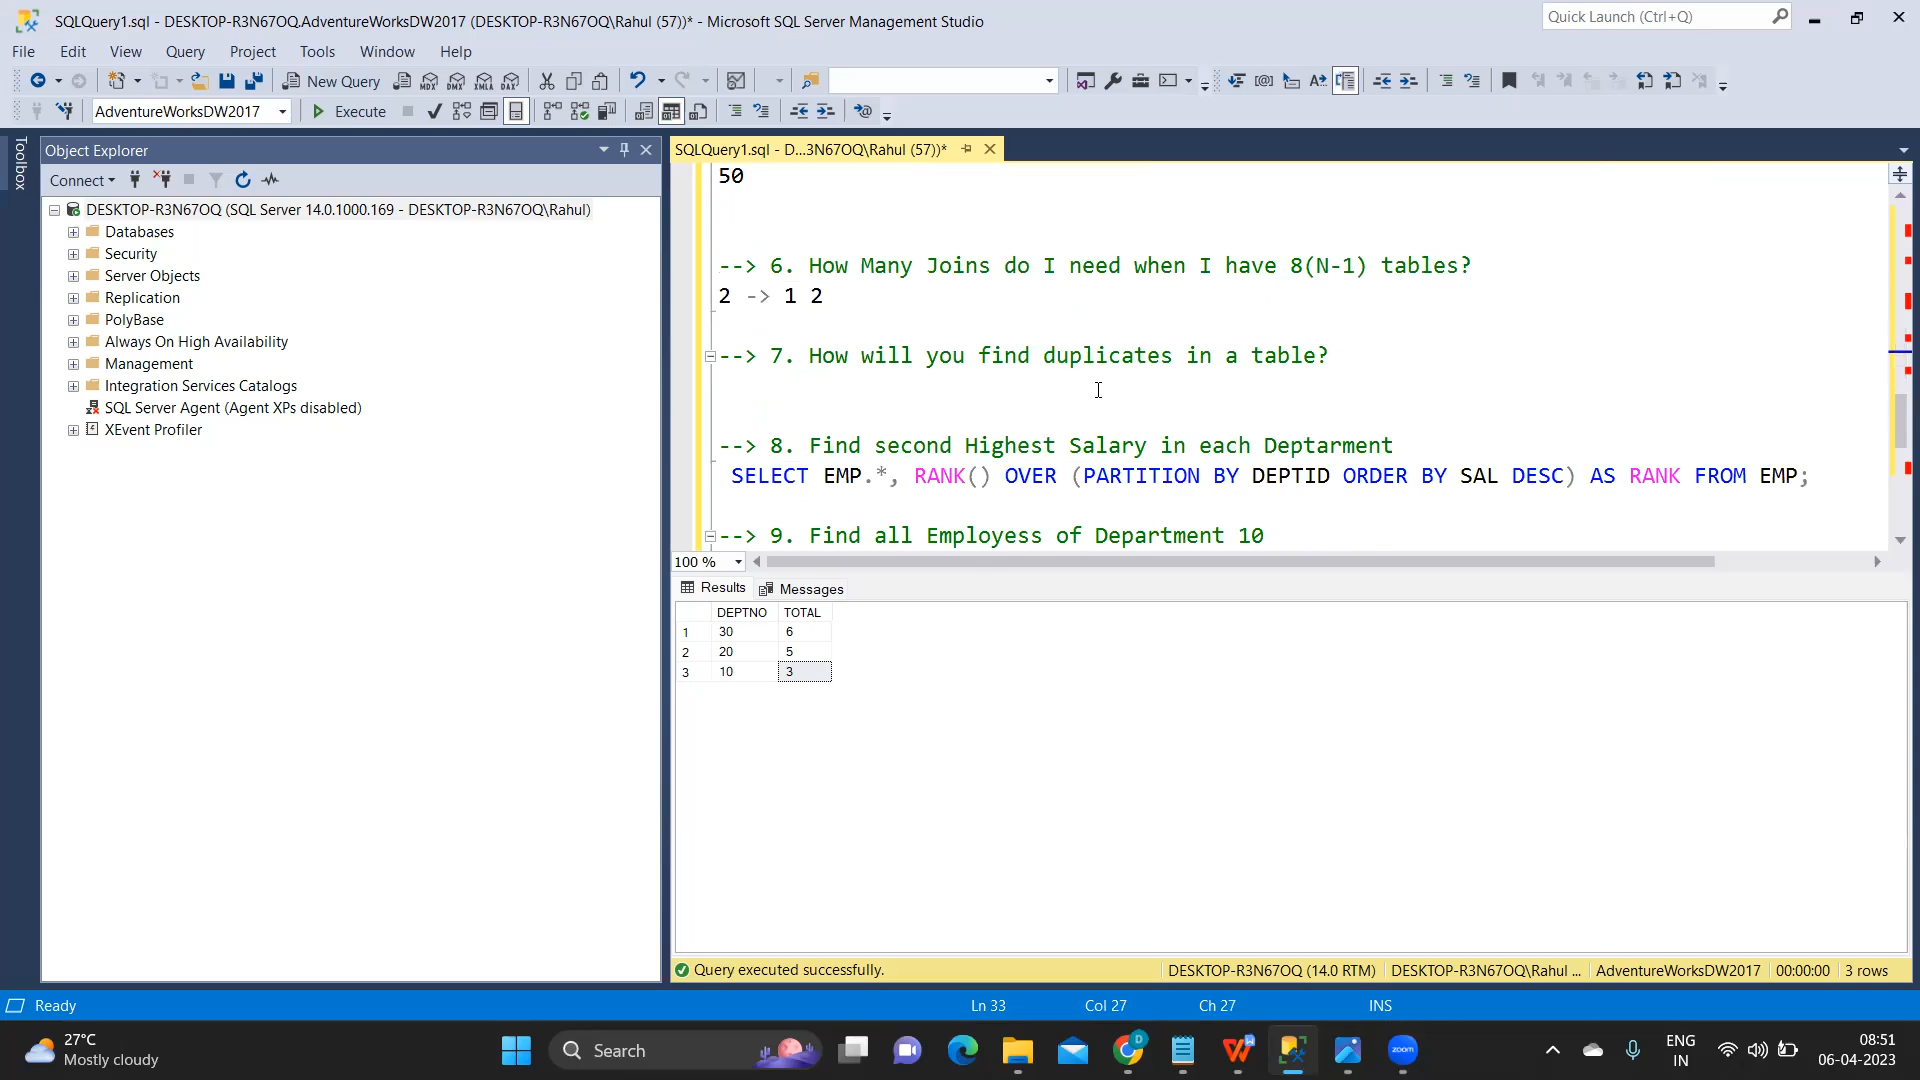 SQLQuery1.sql - DESKTOP-R3N67OQ.AdventureWorksDW2017 (DESKTOP-R3N67OQ\Rahul (57))* - Microsoft SQL Server Management Studio
Quick Launch (Ctrl+Q)
File Edit View Query Project Tools Window Help
New Query MDX DMX XMLA DAX
AdventureWorksDW2017 Execute
Toolbox
Object Explorer
Connect
DESKTOP-R3N67OQ (SQL Server 14.0.1000.169 - DESKTOP-R3N67OQ\Rahul)
Databases
Security
Server Objects
Replication
PolyBase
Always On High Availability
Management
Integration Services Catalogs
SQL Server Agent (Agent XPs disabled)
XEvent Profiler
SQLQuery1.sql - D...3N67OQ\Rahul (57))*
50
--> 6. How Many Joins do I need when I have 8(N-1) tables?
2 -> 1 2
--> 7. How will you find duplicates in a table?
--> 8. Find second Highest Salary in each Deptarment
SELECT EMP.*, RANK() OVER (PARTITION BY DEPTID ORDER BY SAL DESC) AS RANK FROM EMP;
--> 9. Find all Employess of Department 10
100 %
Results Messages
DEPTNO TOTAL
1 30 6
2 20 5
3 10 3
Query executed successfully. DESKTOP-R3N67OQ (14.0 RTM) DESKTOP-R3N67OQ\Rahul ... AdventureWorksDW2017 00:00:00 3 rows
Ready Ln 33 Col 27 Ch 27 INS
27°C
Mostly cloudy
Search
D
zoom
ENG
IN
08:51
06-04-2023